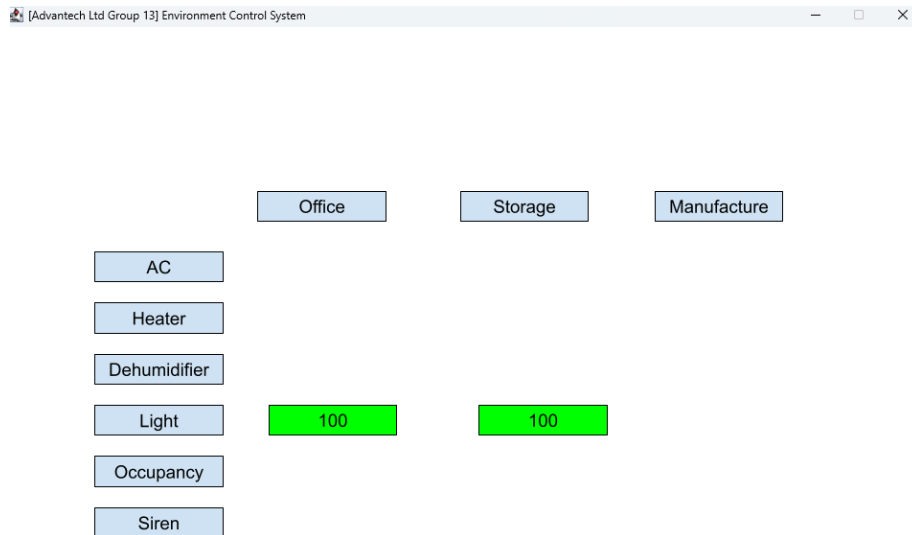 [Advantech Ltd Group 13] Environment Control System
Office Storage Manufacture
AC
Heater
Dehumidifier
Light 100 100
Occupancy
Siren